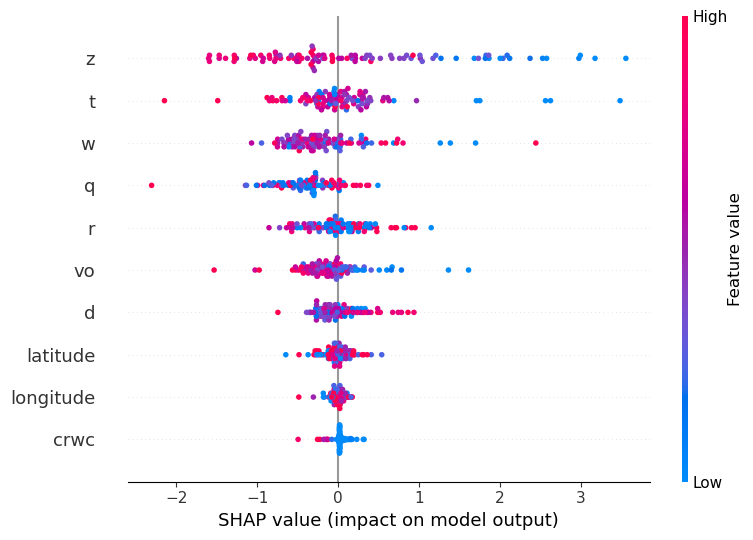 High
z
t
w
q
r
vo
d
latitude
longitude
crwc
Feature value
Low
−2 −1 0 1 2 3
SHAP value (impact on model output)